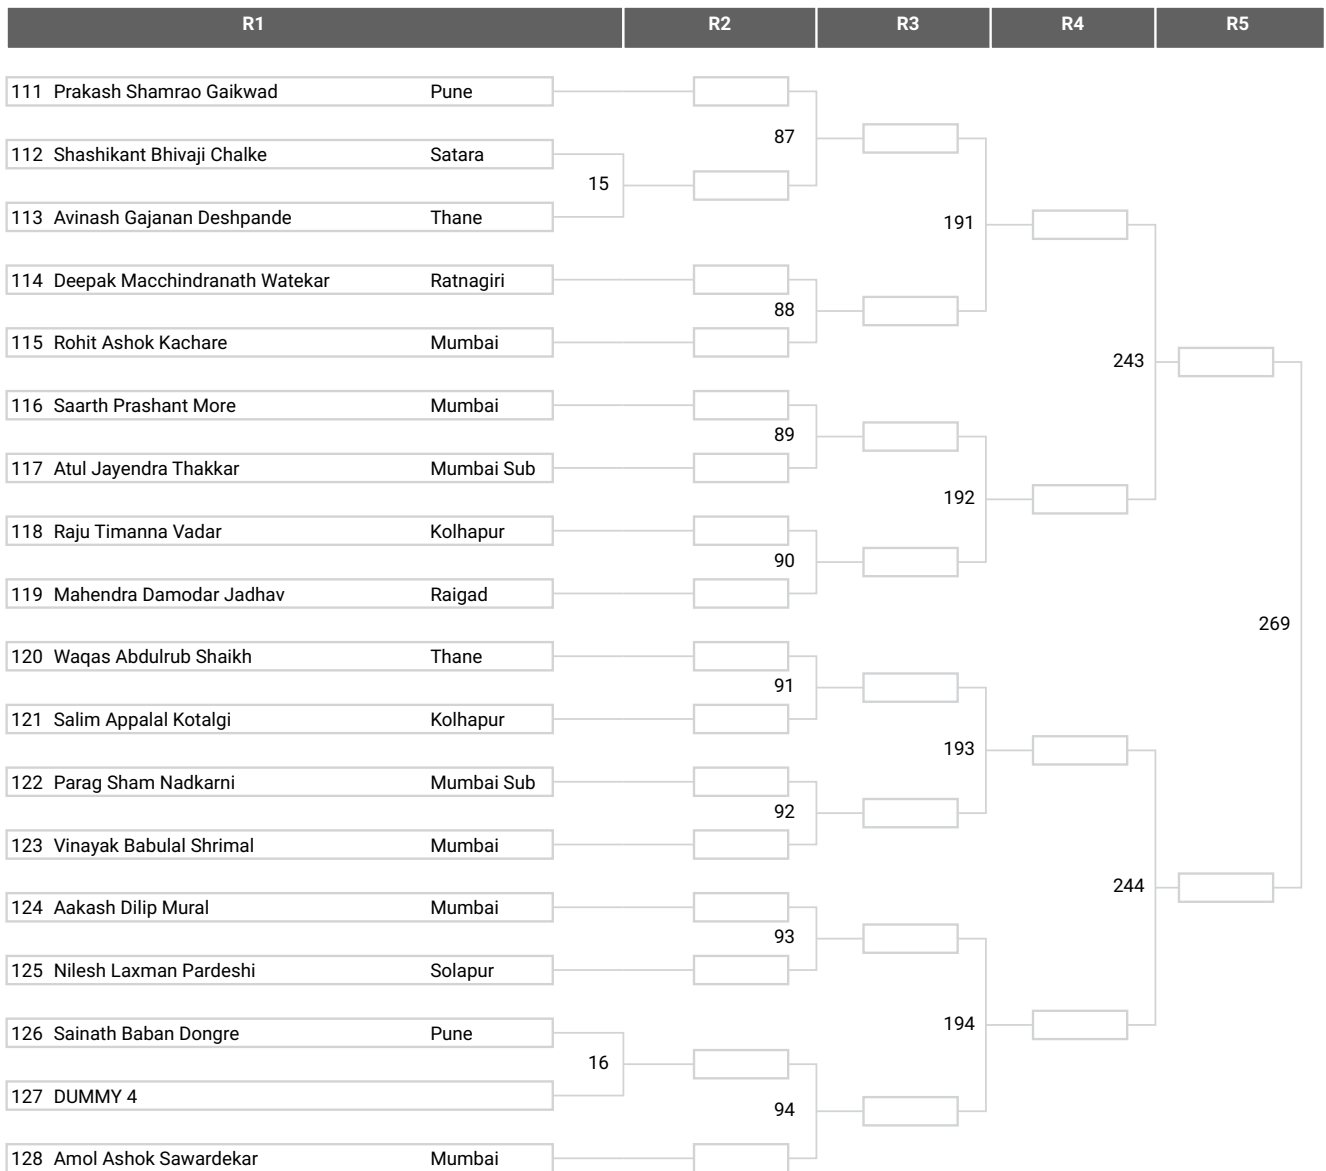 R1 R2 R3 R4 R5
111 Prakash Shamrao Gaikwad Pune
87
112 Shashikant Bhivaji Chalke Satara
15
113 Avinash Gajanan Deshpande Thane
191
114 Deepak Macchindranath Watekar Ratnagiri
88
115 Rohit Ashok Kachare Mumbai
243
116 Saarth Prashant More Mumbai
89
117 Atul Jayendra Thakkar Mumbai Sub
192
118 Raju Timanna Vadar Kolhapur
90
119 Mahendra Damodar Jadhav Raigad
269
120 Waqas Abdulrub Shaikh Thane
91
121 Salim Appalal Kotalgi Kolhapur
193
122 Parag Sham Nadkarni Mumbai Sub
92
123 Vinayak Babulal Shrimal Mumbai
244
124 Aakash Dilip Mural Mumbai
93
125 Nilesh Laxman Pardeshi Solapur
194
126 Sainath Baban Dongre Pune
16
127 DUMMY 4
94
128 Amol Ashok Sawardekar Mumbai